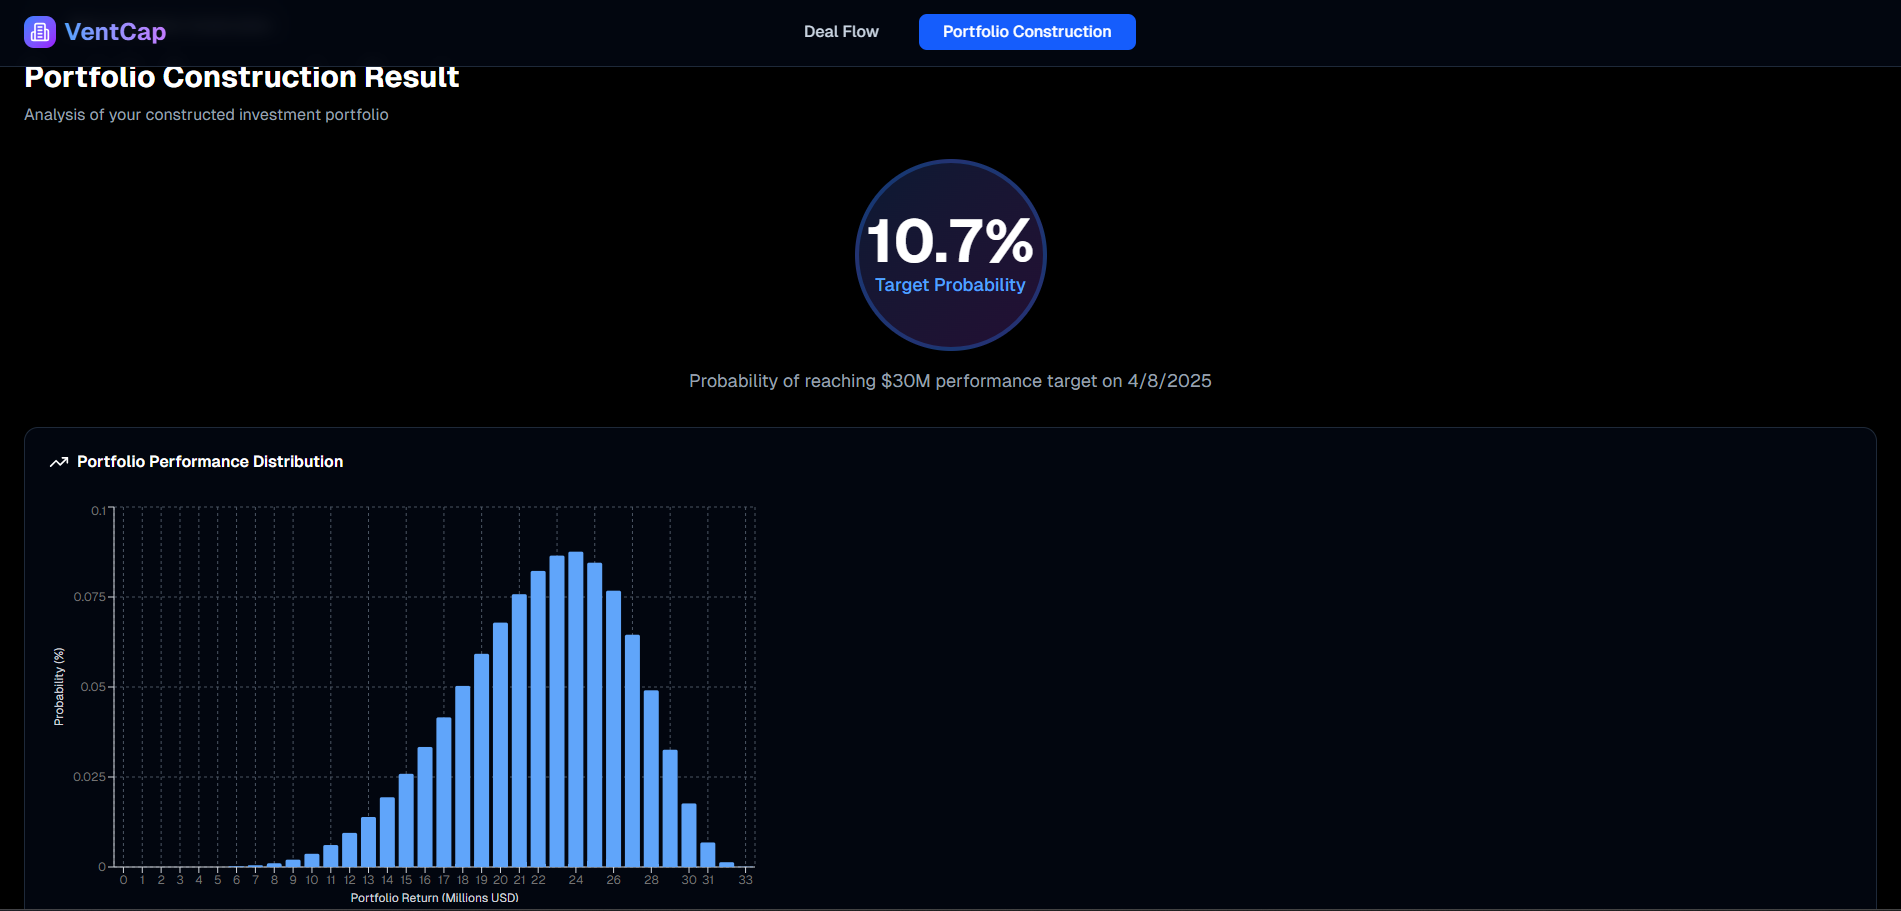 VentCap
Deal Flow
Portfolio Construction
Portfolio Construction Result
Analysis of your constructed investment portfolio
10.7%
Target Probability
Probability of reaching $30M performance target on 4/8/2025
Portfolio Performance Distribution
0.1
0.075
0.05
0.025
0
Probability (%)
0 1 2 3 4 5 6 7 8 9 10 11 12 13 14 15 16 17 18 19 20 21 22 24 26 28 30 31 33
Portfolio Return (Millions USD)